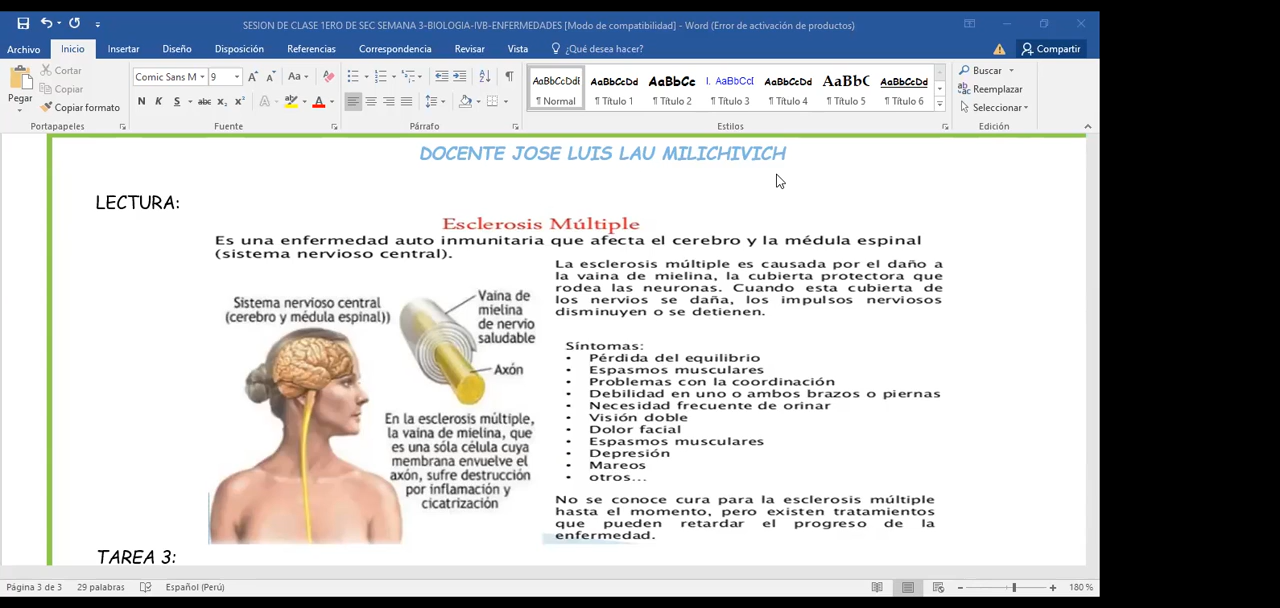 SESION DE CLASE 1ERO DE SEC SEMANA 3-BIOLOGIA-IVB-ENFERMEDADES [Modo de compatibilidad] - Word (Error de activación de productos)
Archivo Inicio Insertar Diseño Disposición Referencias Correspondencia Revisar Vista ¿Qué desea hacer? Compartir
Pegar
Cortar
Copiar
Copiar formato
Portapapeles
Comic Sans M 9
N K S abc x₂ x²
Fuente
Párrafo
AaBbCcDdE AaBbCcDd AaBbCc I. AaBbCcD AaBbCcDd AaBbC AaBbCcDd
¶ Normal ¶ Título 1 ¶ Título 2 ¶ Título 3 ¶ Título 4 ¶ Título 5 ¶ Título 6
Estilos
Buscar
Reemplazar
Seleccionar
Edición
DOCENTE JOSE LUIS LAU MILICHIVICH
LECTURA:
Esclerosis Múltiple
Es una enfermedad auto inmunitaria que afecta el cerebro y la médula espinal
(sistema nervioso central).
Sistema nervioso central
(cerebro y médula espinal))
Vaina de
mielina
de nervio
saludable
Axón
En la esclerosis múltiple,
la vaina de mielina, que
es una sóla célula cuya
membrana envuelve el
axón, sufre destrucción
por inflamación y
cicatrización
La esclerosis múltiple es causada por el daño a
la vaina de mielina, la cubierta protectora que
rodea las neuronas. Cuando esta cubierta de
los nervios se daña, los impulsos nerviosos
disminuyen o se detienen.
Síntomas:
• Pérdida del equilibrio
• Espasmos musculares
• Problemas con la coordinación
• Debilidad en uno o ambos brazos o piernas
• Necesidad frecuente de orinar
• Visión doble
• Dolor facial
• Espasmos musculares
• Depresión
• Mareos
• otros...
No se conoce cura para la esclerosis múltiple
hasta el momento, pero existen tratamientos
que pueden retardar el progreso de la
enfermedad.
TAREA 3:
Página 3 de 3 29 palabras Español (Perú) 180 %